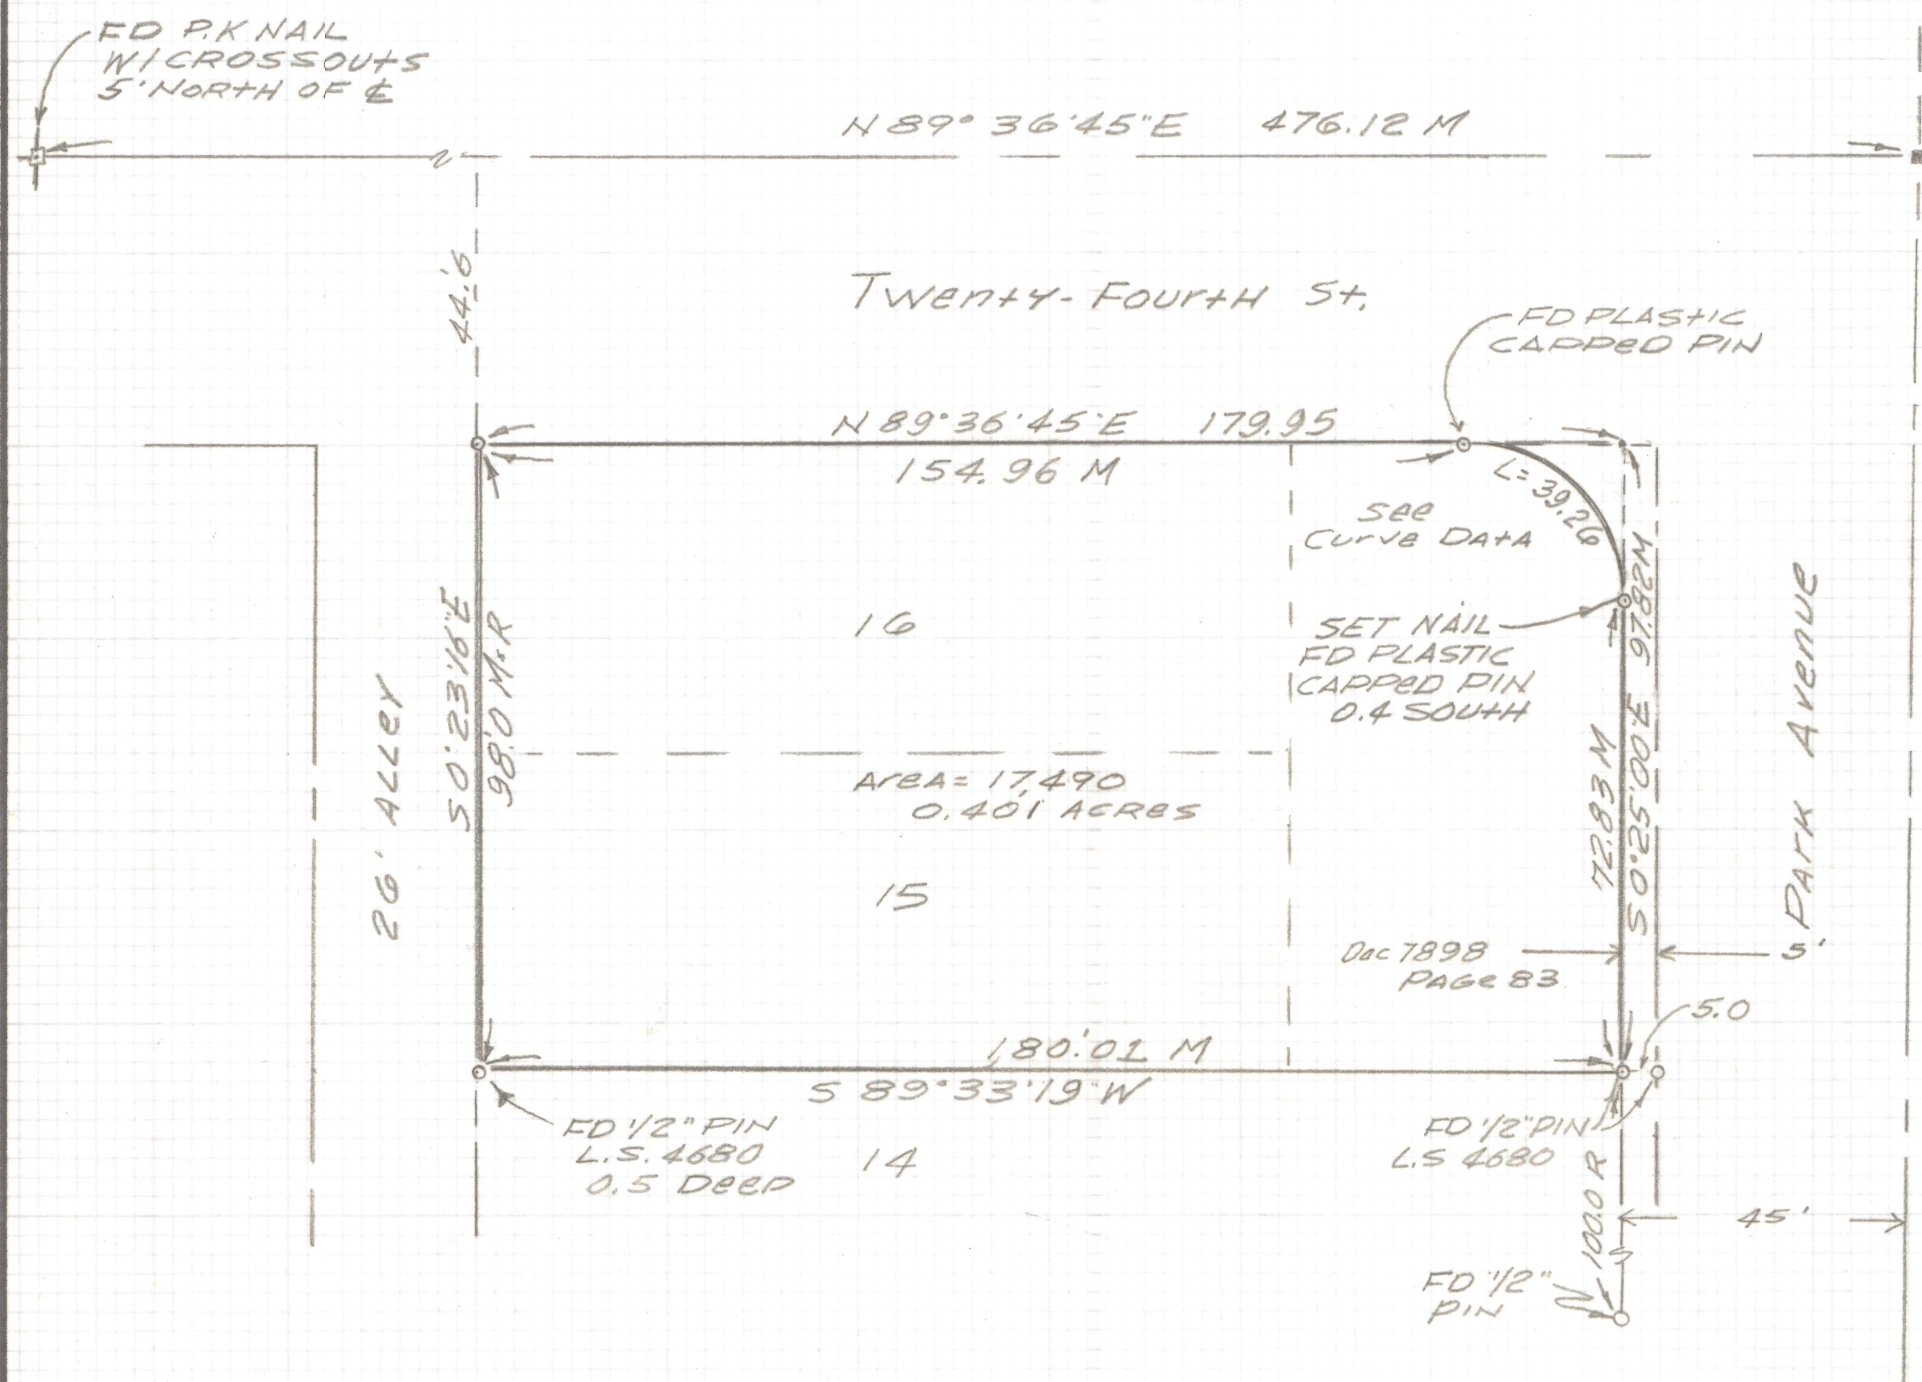 FD P.K NAIL
W/CROSSOUTS
5' NORTH OF ℄
N 89° 36' 45" E 476.12 M
44.'6
Twenty-Fourth St.
FD PLASTIC
CAPPED PIN
N 89° 36' 45" E 179.95
154.96 M
L= 39.26
See
Curve DATA
S 0° 23' 16" E
98.'0 M&R
26' Alley
16
SET NAIL
FD PLASTIC
CAPPED PIN
0.4 SOUTH
97.82M
S 0° 25' 00" E
72.83 M
Park Avenue
Area= 17,490
0.401 Acres
15
Doc 7898
Page 83
5'
5.0
180.'01 M
S 89° 33' 19" W
FD 1/2" PIN
L.S. 4680
0.5 Deep
14
FD 1/2" PIN
L.S 4680
100.0 R
45'
FD 1/2"
PIN